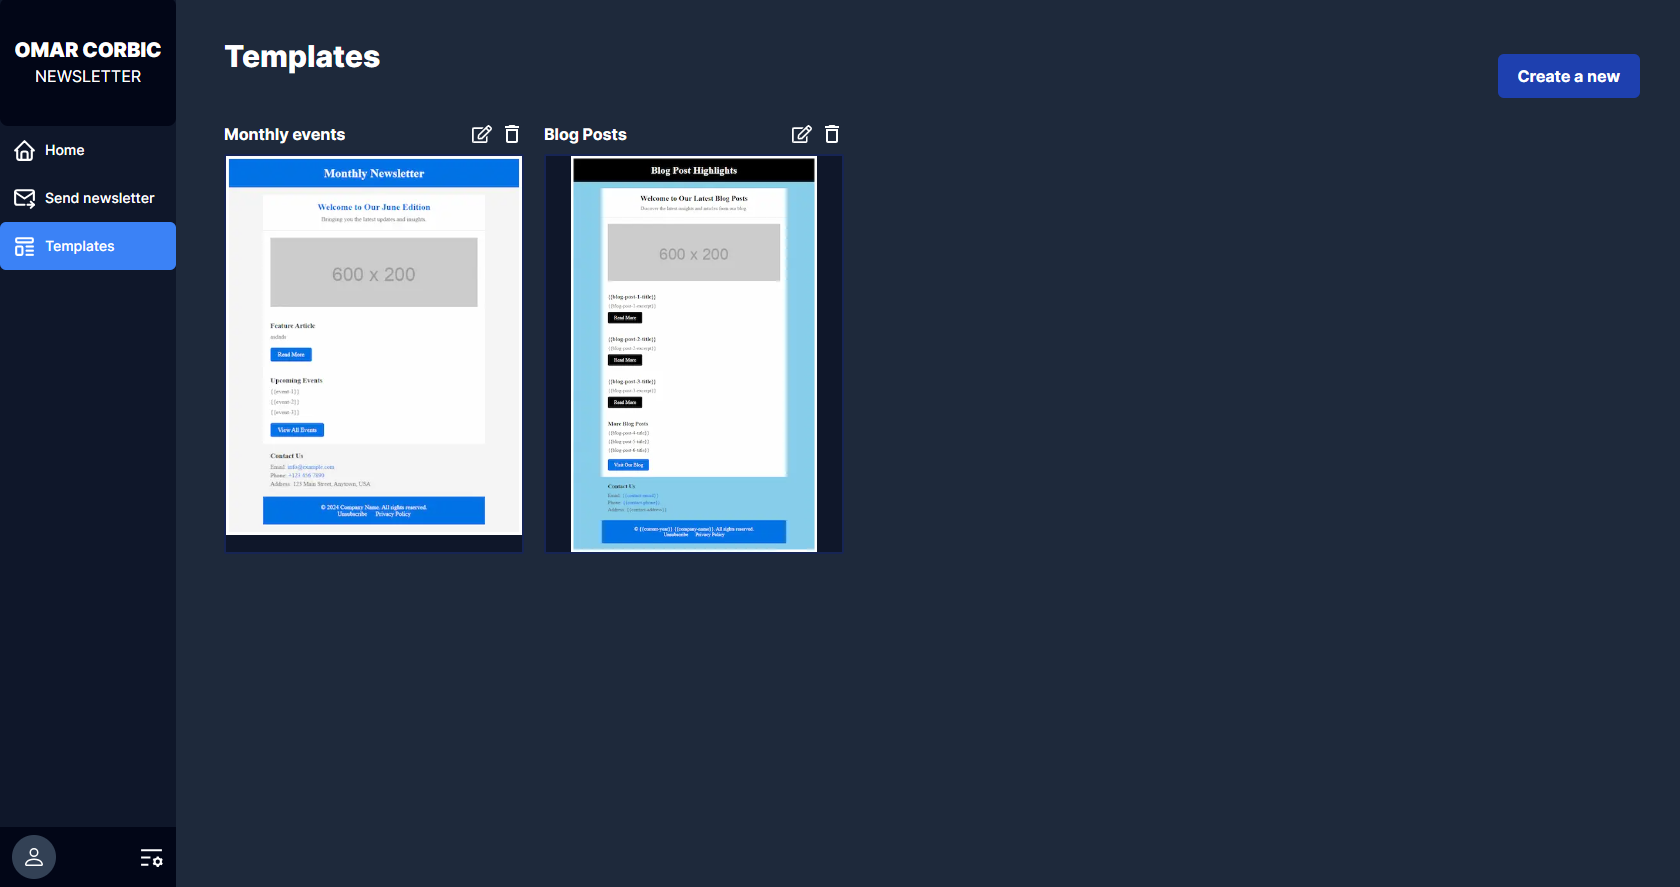 OMAR CORBIC
NEWSLETTER
Home
Send newsletter
Templates
Templates
Create a new
Monthly events
Monthly Newsletter
Welcome to Our June Edition
Bringing you the latest updates and insights.
600 x 200
Feature Article
Read More
Upcoming Events
{{event-1}}
{{event-2}}
{{event-3}}
View All Events
Contact Us
Email: info@example.com
Phone:
Address: 123 Main Street, Anytown, USA
© 2024 Company Name. All rights reserved.
Unsubscribe Privacy Policy
Blog Posts
Blog Post Highlights
Welcome to Our Latest Blog Posts
Discover the latest insights and articles from our blog.
600 x 200
{{blog-post-1-title}}
{{blog-post-1-excerpt}}
Read More
{{blog-post-2-title}}
{{blog-post-2-excerpt}}
Read More
{{blog-post-3-title}}
{{blog-post-3-excerpt}}
Read More
More Blog Posts
{{blog-post-4-title}}
{{blog-post-5-title}}
{{blog-post-6-title}}
Visit Our Blog
Contact Us
Email: {{contact-email}}
Phone: {{contact-phone}}
Address: {{contact-address}}
© {{current-year}} {{company-name}}. All rights reserved.
Unsubscribe Privacy Policy